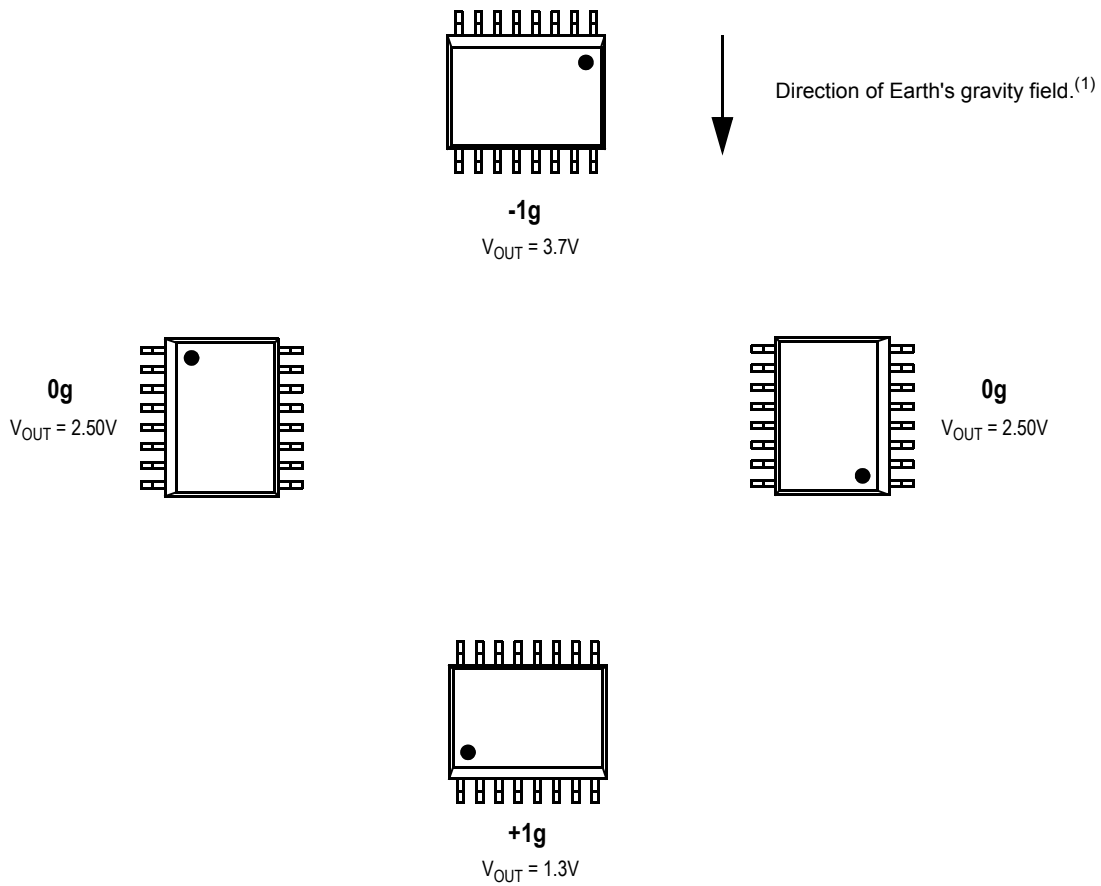 Direction of Earth's gravity field.(1)
-1g
VOUT = 3.7V
0g
VOUT = 2.50V
0g
VOUT = 2.50V
+1g
VOUT = 1.3V